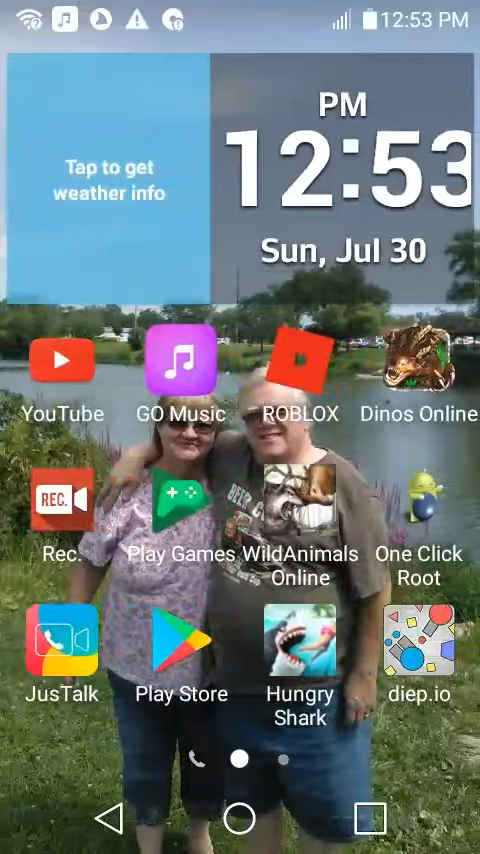 12:53 PM
Tap to get
weather info
PM
12:53
Sun, Jul 30
YouTube
GO Music
ROBLOX
Dinos Online
REC.
Rec.
Play Games
WildAnimals
Online
One Click
Root
JusTalk
Play Store
Hungry
Shark
diep.io